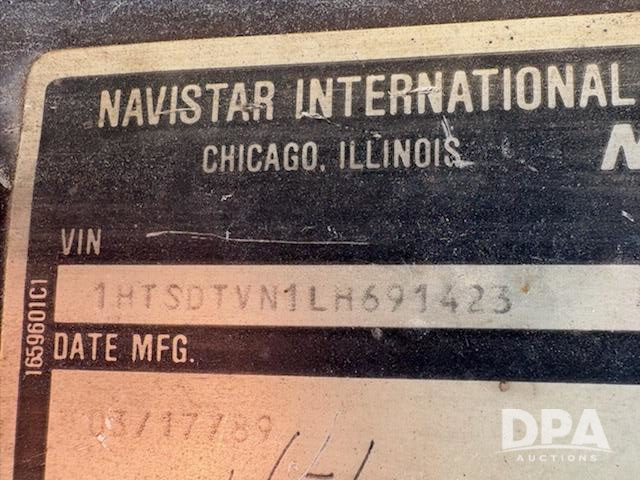 NAVISTAR INTERNATIONAL
CHICAGO, ILLINOIS
VIN
1HTSDTVN1LH691423
1659601C1
DATE MFG.
03/17/89
DPA
AUCTIONS